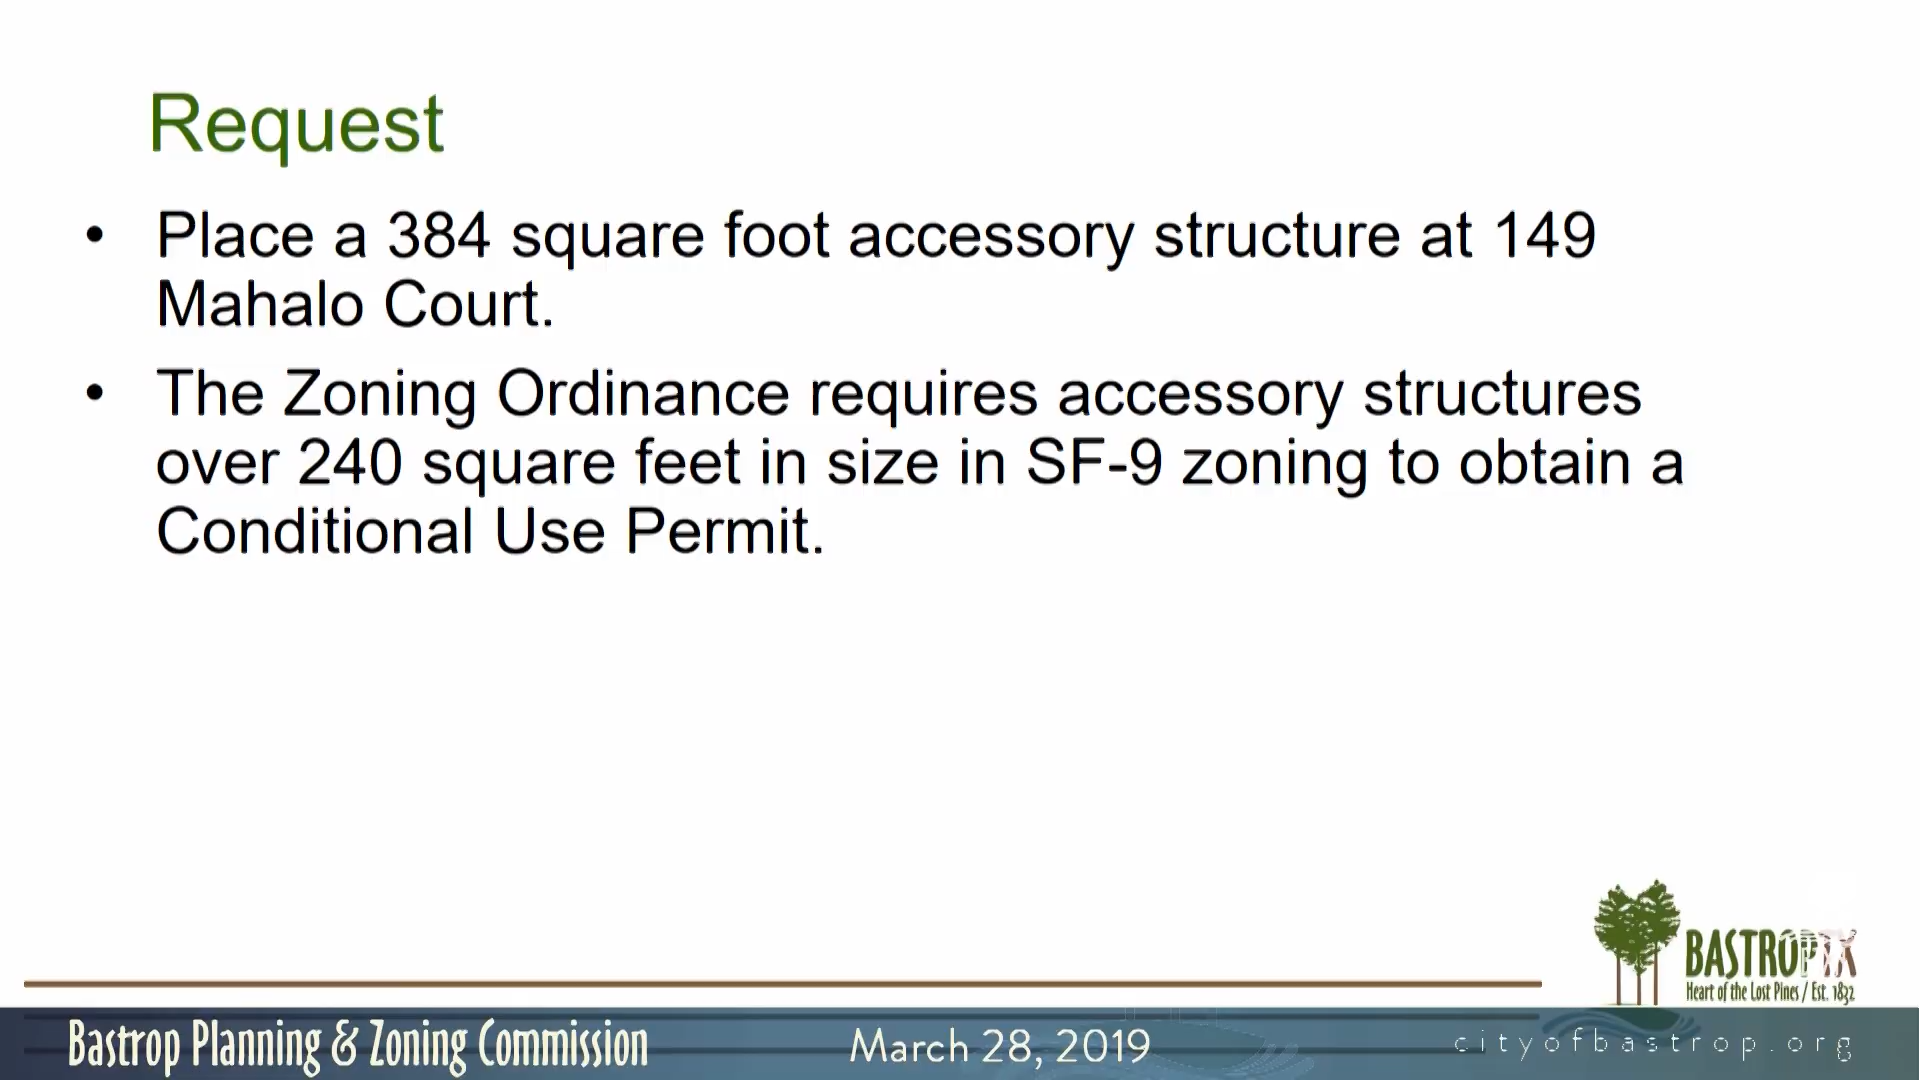 Request
• Place a 384 square foot accessory structure at 149
Mahalo Court.
• The Zoning Ordinance requires accessory structures
over 240 square feet in size in SF-9 zoning to obtain a
Conditional Use Permit.
BASTROP TX
Heart of the Lost Pines / Est. 1832
Bastrop Planning & Zoning Commission
March 28, 2019
cityofbastrop.org